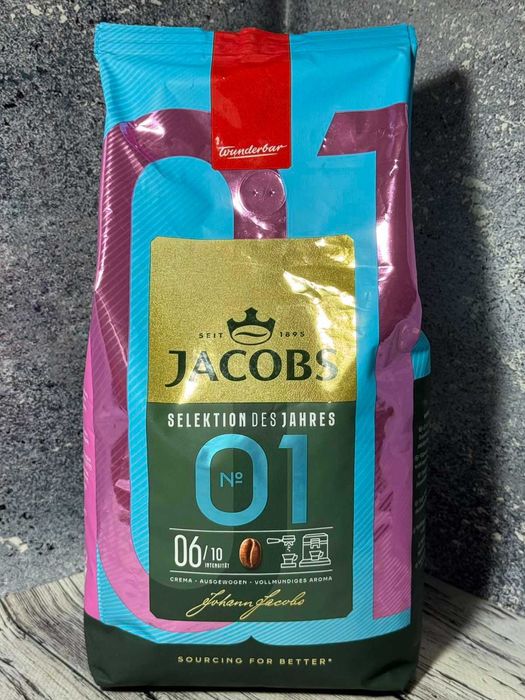 Wunderbar
SEIT 1895
JACOBS
SELEKTION DES JAHRES
№ 01
06/10
INTENSITÄT
CREMA • AUSGEWOGEN • VOLLMUNDIGES AROMA
Johann Jacobs
SOURCING FOR BETTER®